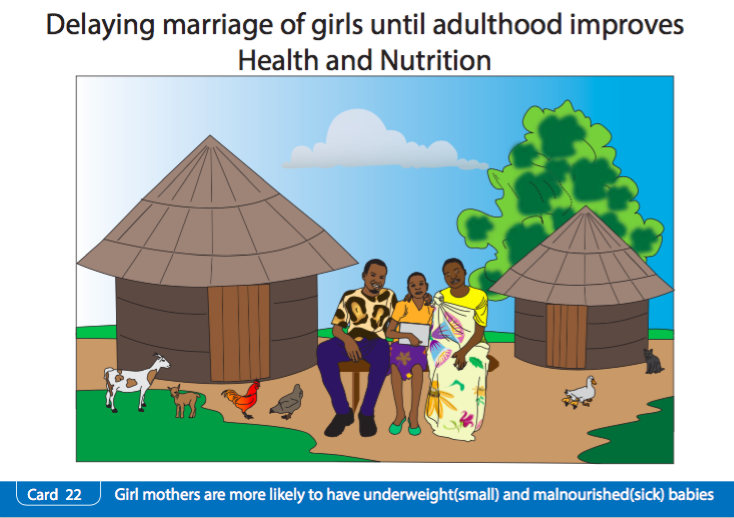 Delaying marriage of girls until adulthood improves
Health and Nutrition
Card 22
Girl mothers are more likely to have underweight(small) and malnourished(sick) babies